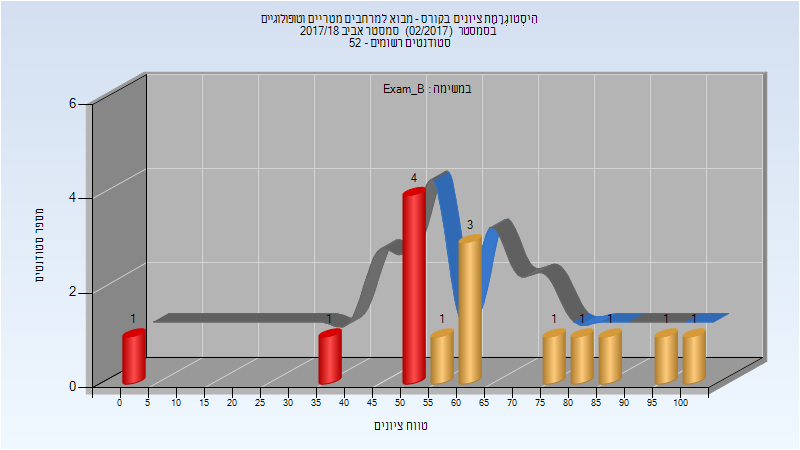 היסטוגרמת ציונים בקורס - מבוא למרחבים מטריים וטופולוגיים
בסמסטר (02/2017) סמסטר אביב 2017/18
סטודנטים רשומים - 52
במשימה : Exam_B
מספר סטודנטים
6
4
2
0
1 1 4 1 3 1 1 1 1 1
0 5 10 15 20 25 30 35 40 45 50 55 60 65 70 75 80 85 90 95 100
טווח ציונים